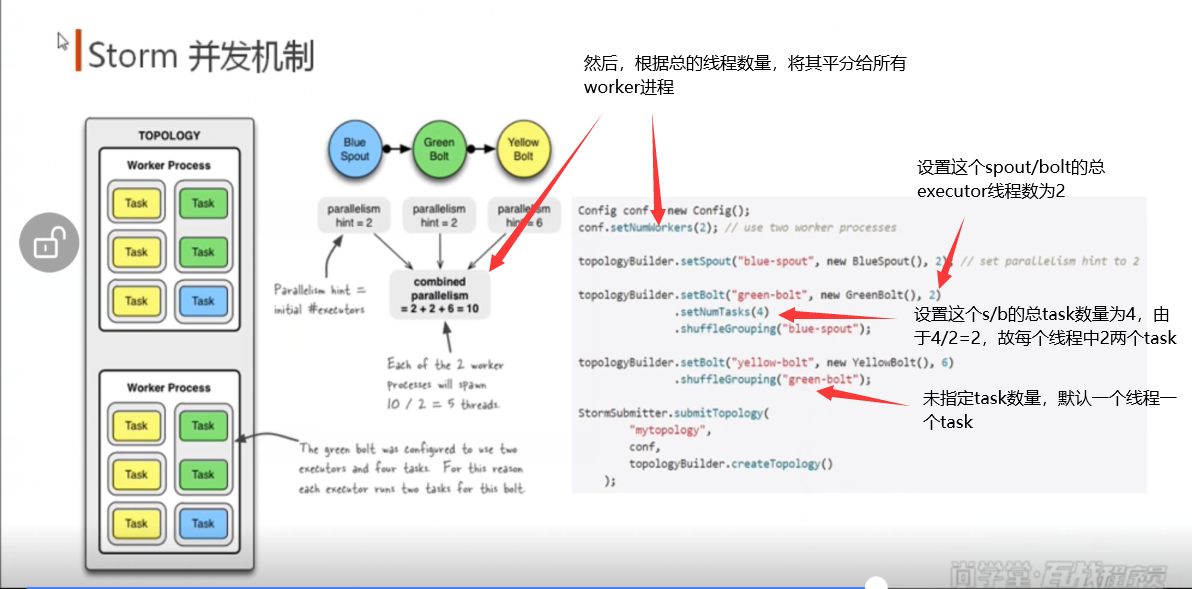 Storm 并发机制
然后，根据总的线程数量，将其平分给所有
worker进程
TOPOLOGY
Worker Process
Task
Task
Task
Task
Task
Task
Worker Process
Task
Task
Task
Task
Task
Task
Blue
Spout
Green
Bolt
Yellow
Bolt
parallelism
hint = 2
parallelism
hint = 2
parallelism
hint = 6
combined
parallelism
= 2 + 2 + 6 = 10
Parallelism hint =
initial #executors
Each of the 2 worker
processes will spawn
10 / 2 = 5 threads.
The green bolt was configured to use two
executors and four tasks. For this reason
each executor runs two tasks for this bolt.
设置这个spout/bolt的总
executor线程数为2
Config conf = new Config();
conf.setNumWorkers(2); // use two worker processes
topologyBuilder.setSpout("blue-spout", new BlueSpout(), 2); // set parallelism hint to 2
topologyBuilder.setBolt("green-bolt", new GreenBolt(), 2)
.setNumTasks(4)
.shuffleGrouping("blue-spout");
topologyBuilder.setBolt("yellow-bolt", new YellowBolt(), 6)
.shuffleGrouping("green-bolt");
StormSubmitter.submitTopology(
"mytopology",
conf,
topologyBuilder.createTopology()
);
设置这个s/b的总task数量为4，由
于4/2=2，故每个线程中2两个task
未指定task数量，默认一个线程一
个task
尚学堂·百战程序员